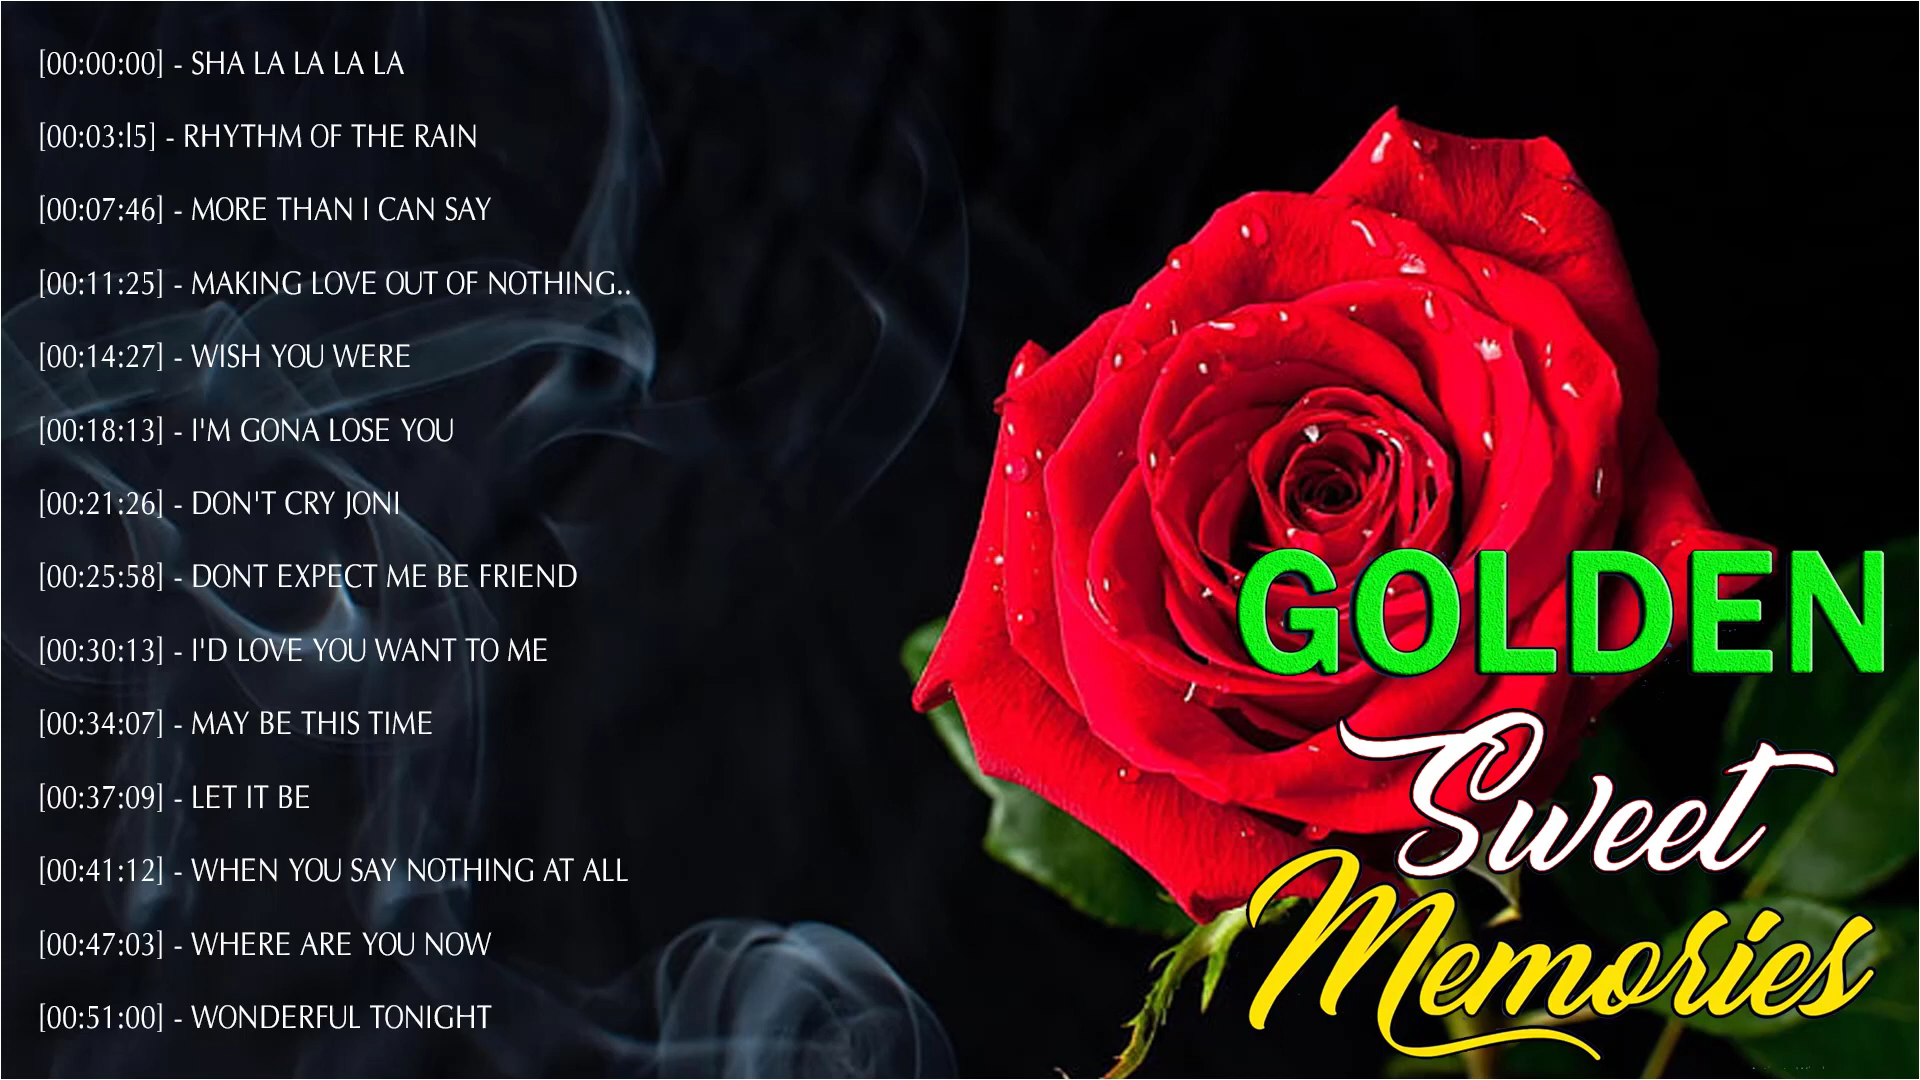 [00:00:00] - SHA LA LA LA LA
[00:03:l5] - RHYTHM OF THE RAIN
[00:07:46] - MORE THAN I CAN SAY
[00:11:25] - MAKING LOVE OUT OF NOTHING..
[00:14:27] - WISH YOU WERE
[00:18:13] - I'M GONA LOSE YOU
[00:21:26] - DON'T CRY JONI
[00:25:58] - DONT EXPECT ME BE FRIEND
[00:30:13] - I'D LOVE YOU WANT TO ME
[00:34:07] - MAY BE THIS TIME
[00:37:09] - LET IT BE
[00:41:12] - WHEN YOU SAY NOTHING AT ALL
[00:47:03] - WHERE ARE YOU NOW
[00:51:00] - WONDERFUL TONIGHT
GOLDEN
Sweet
Memories